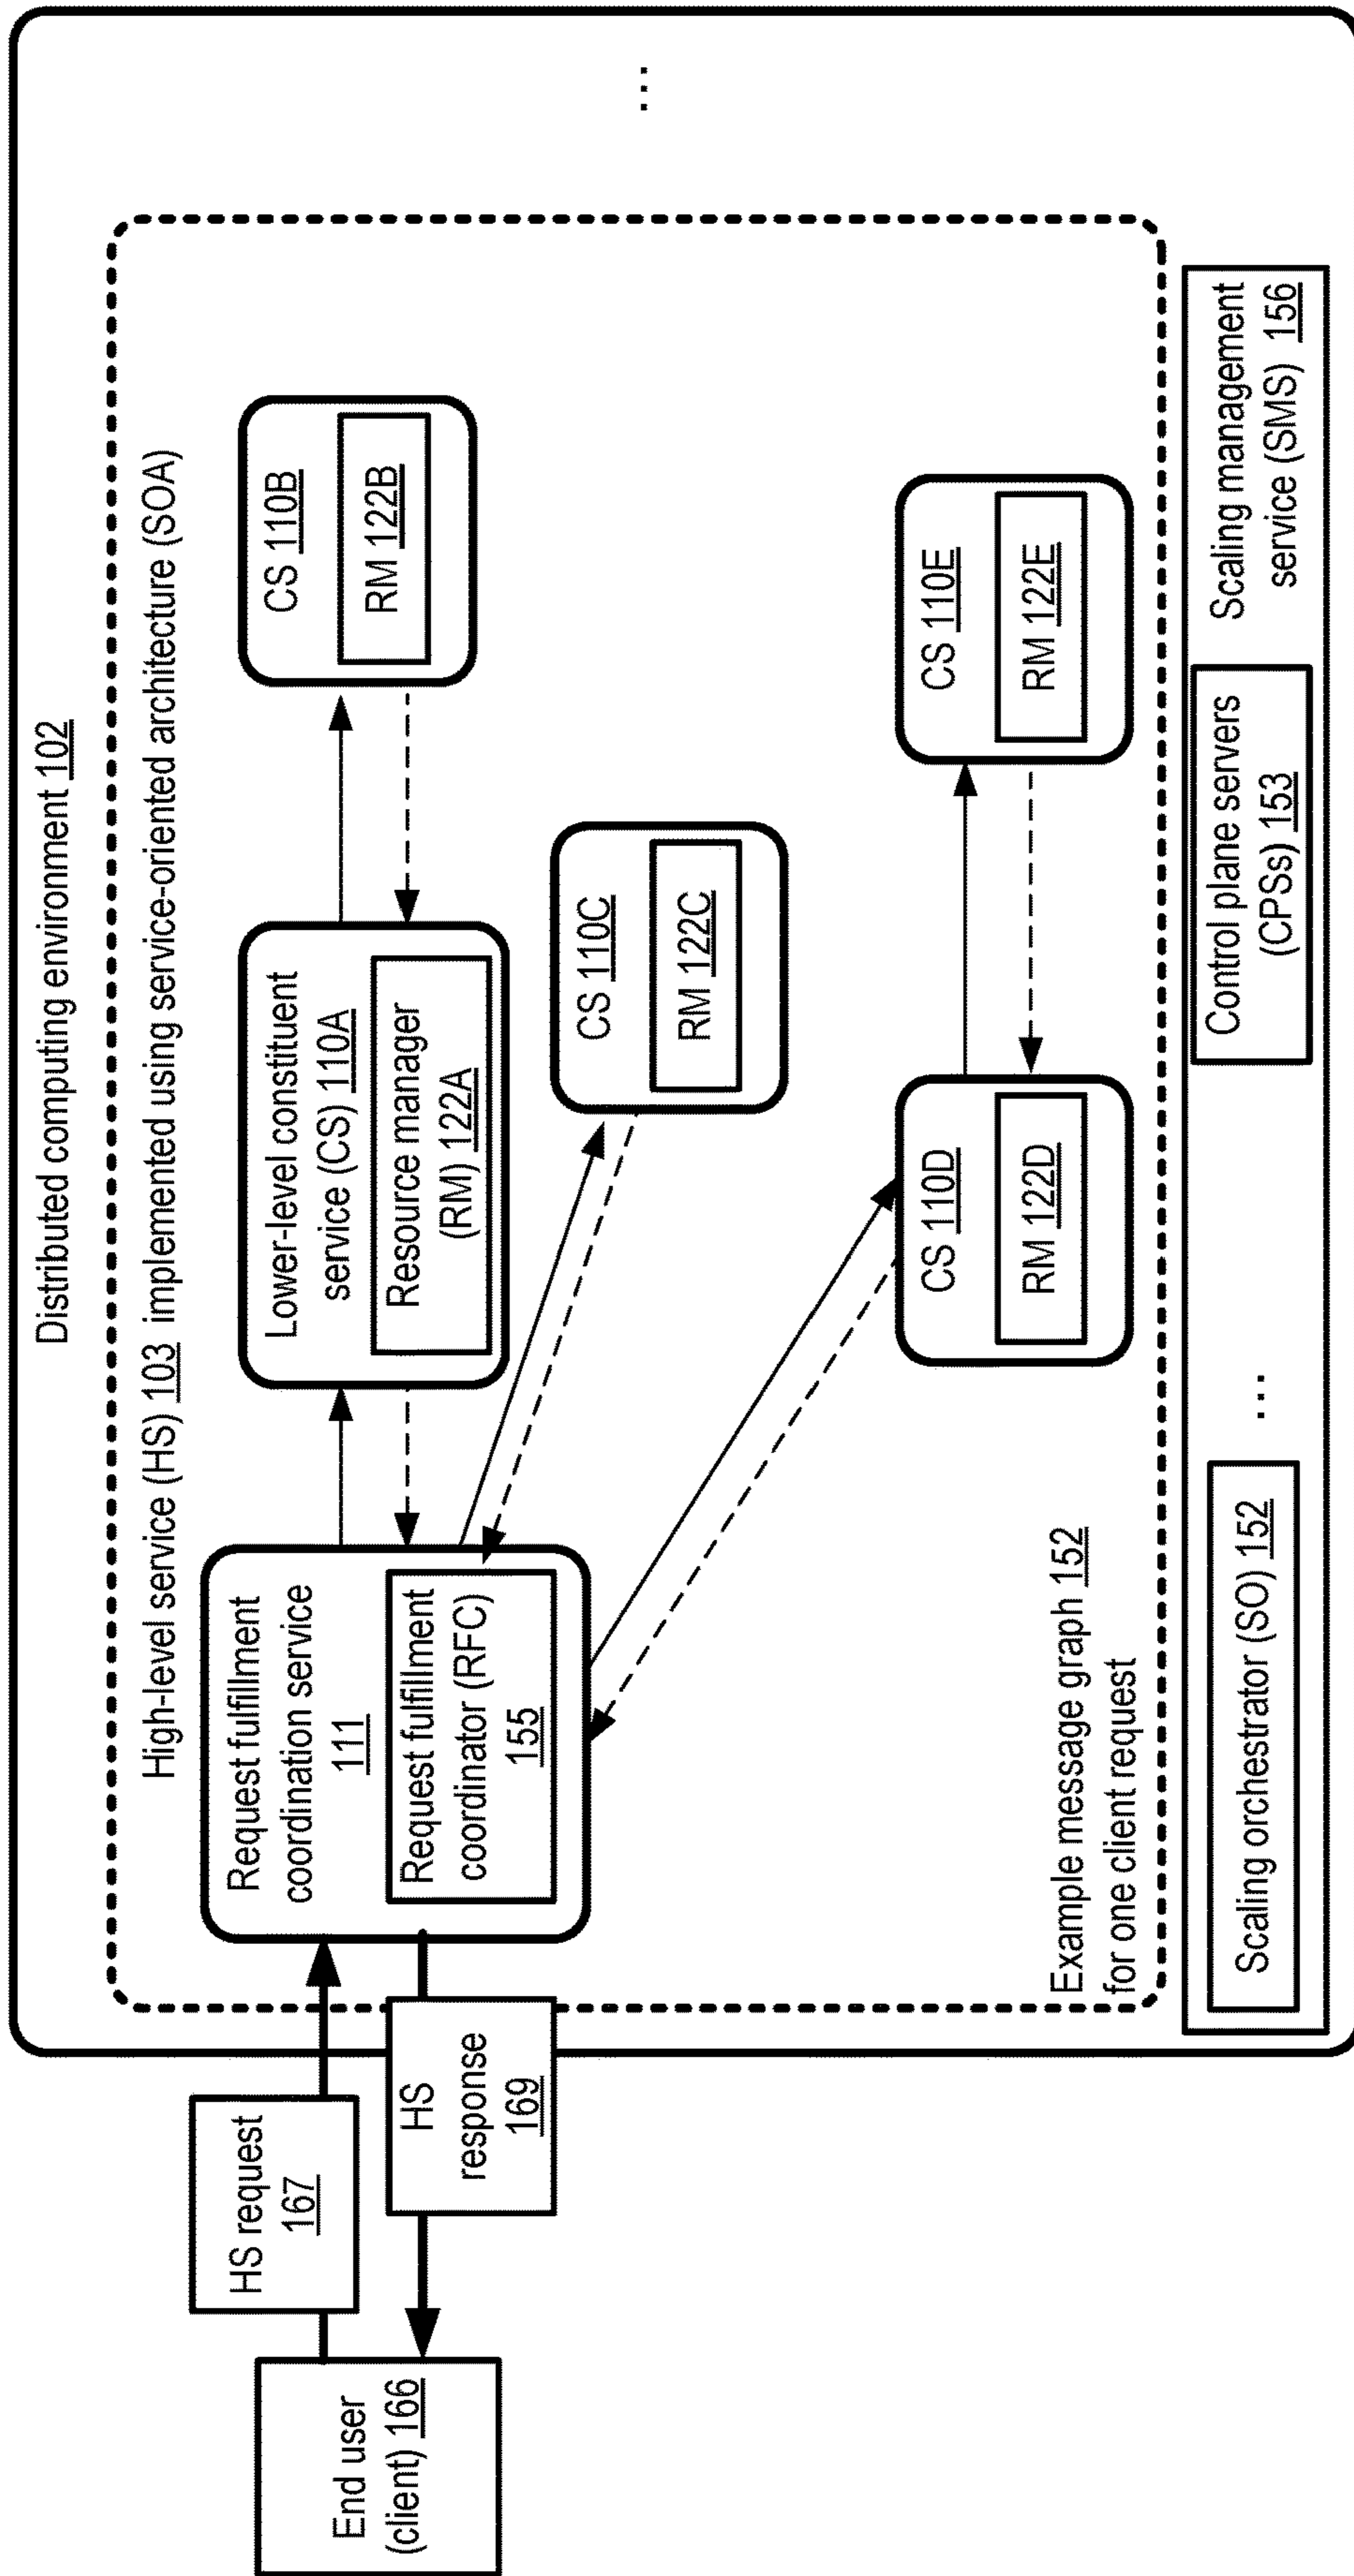 Distributed computing environment 102
High-level service (HS) 103 implemented using service-oriented architecture (SOA)
End user
(client) 166
HS request
167
HS
response
169
Request fulfillment
coordination service
111
Request fulfillment
coordinator (RFC)
155
Lower-level constituent
service (CS) 110A
Resource manager
(RM) 122A
CS 110B
RM 122B
CS 110C
RM 122C
CS 110D
RM 122D
CS 110E
RM 122E
...
Example message graph 152
for one client request
Scaling orchestrator (SO) 152
...
Control plane servers
(CPSs) 153
Scaling management
service (SMS) 156